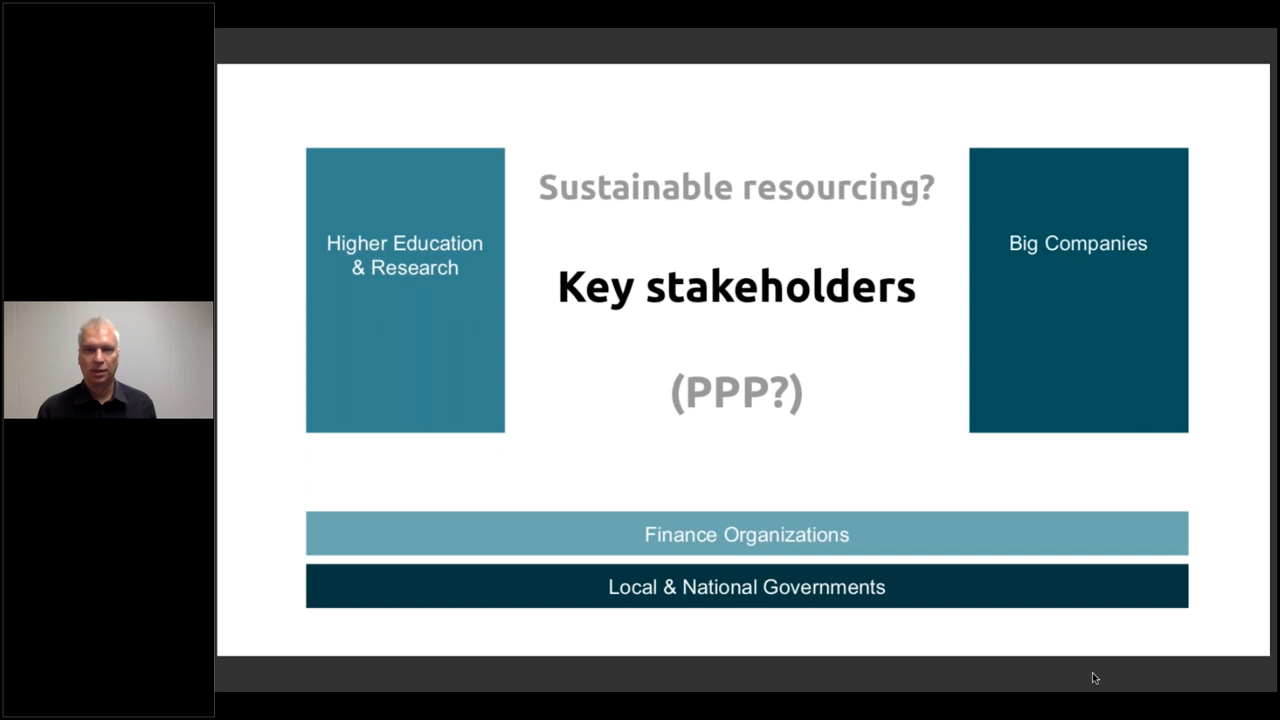 Sustainable resourcing?
Higher Education
& Research
Big Companies
Key stakeholders
(PPP?)
Finance Organizations
Local & National Governments